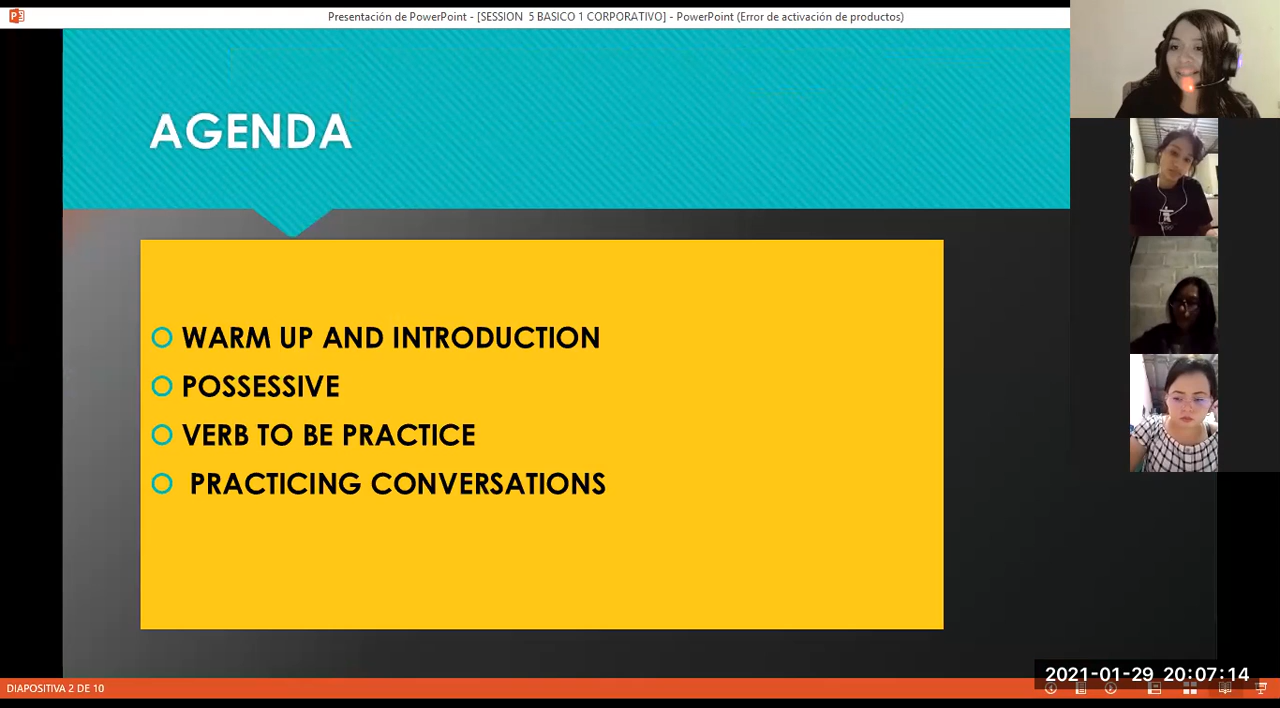 Presentación de PowerPoint - [SESSION  5 BASICO 1 CORPORATIVO] - PowerPoint (Error de activación de productos)
AGENDA
WARM UP AND INTRODUCTION
POSSESSIVE
VERB TO BE PRACTICE
PRACTICING CONVERSATIONS
2021-01-29 20:07:14
DIAPOSITIVA 2 DE 10